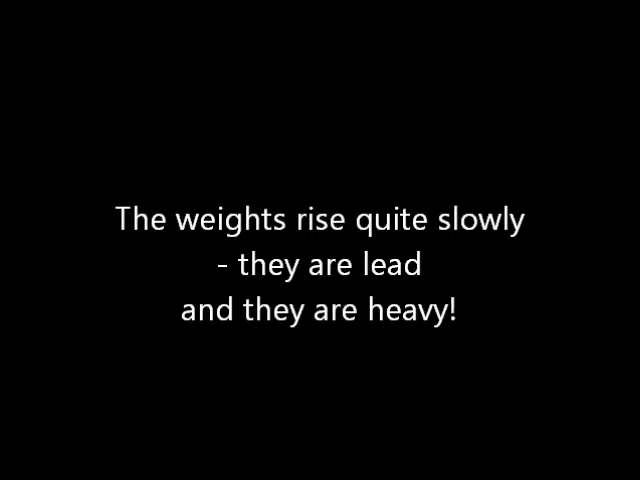 The weights rise quite slowly
- they are lead
and they are heavy!